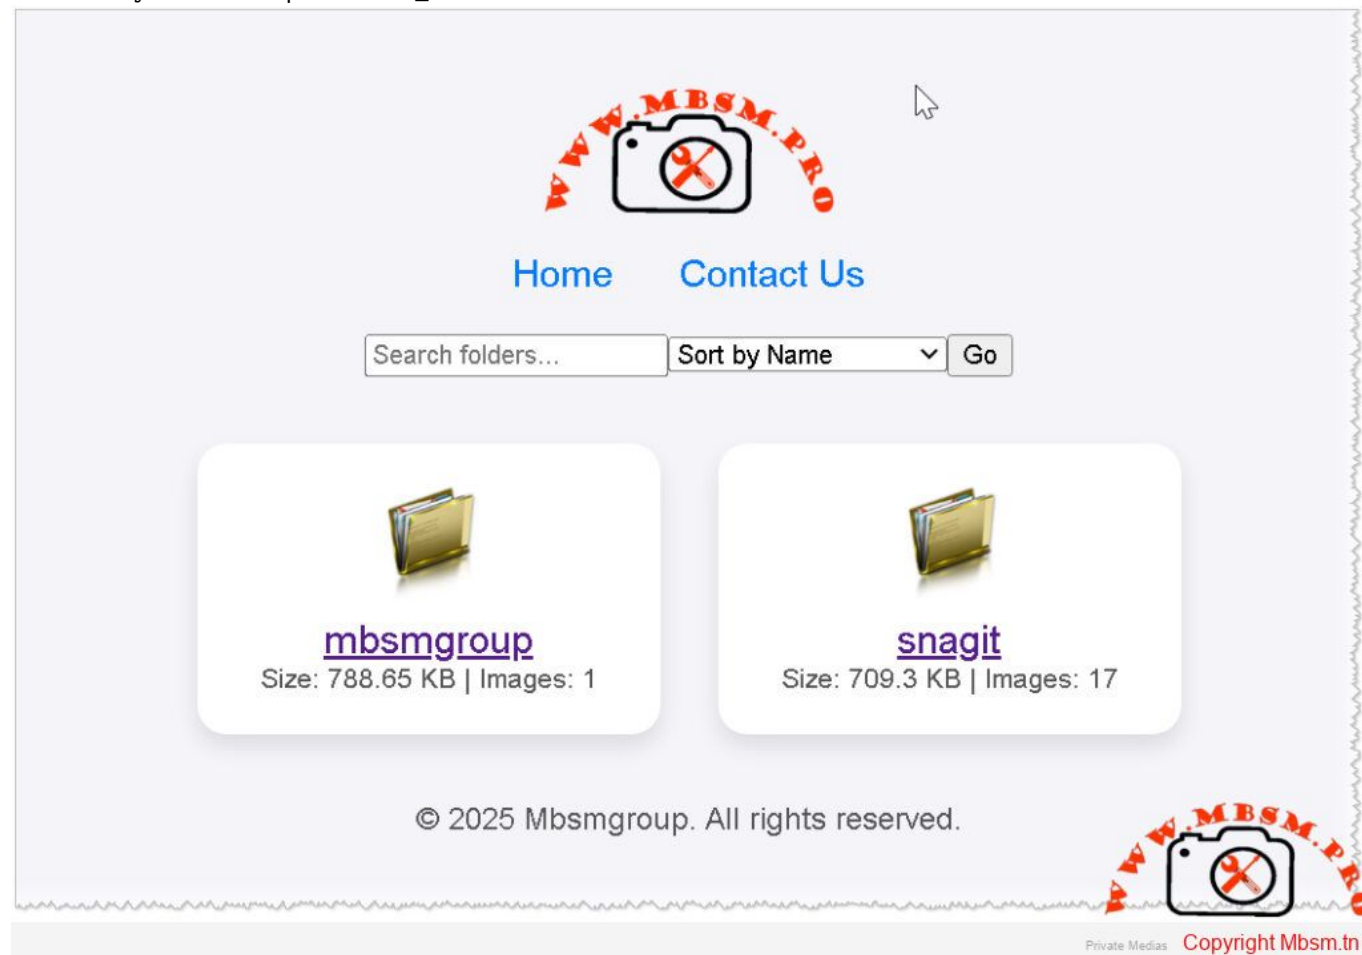 WWW.MBSM.PRO
Home Contact Us
Search folders... Sort by Name Go
mbsmgroup snagit
Size: 788.65 KB | Images: 1 Size: 709.3 KB | Images: 17
© 2025 Mbsmgroup. All rights reserved.
WWW.MBSM.PRO
Private Medias Copyright Mbsm.tn